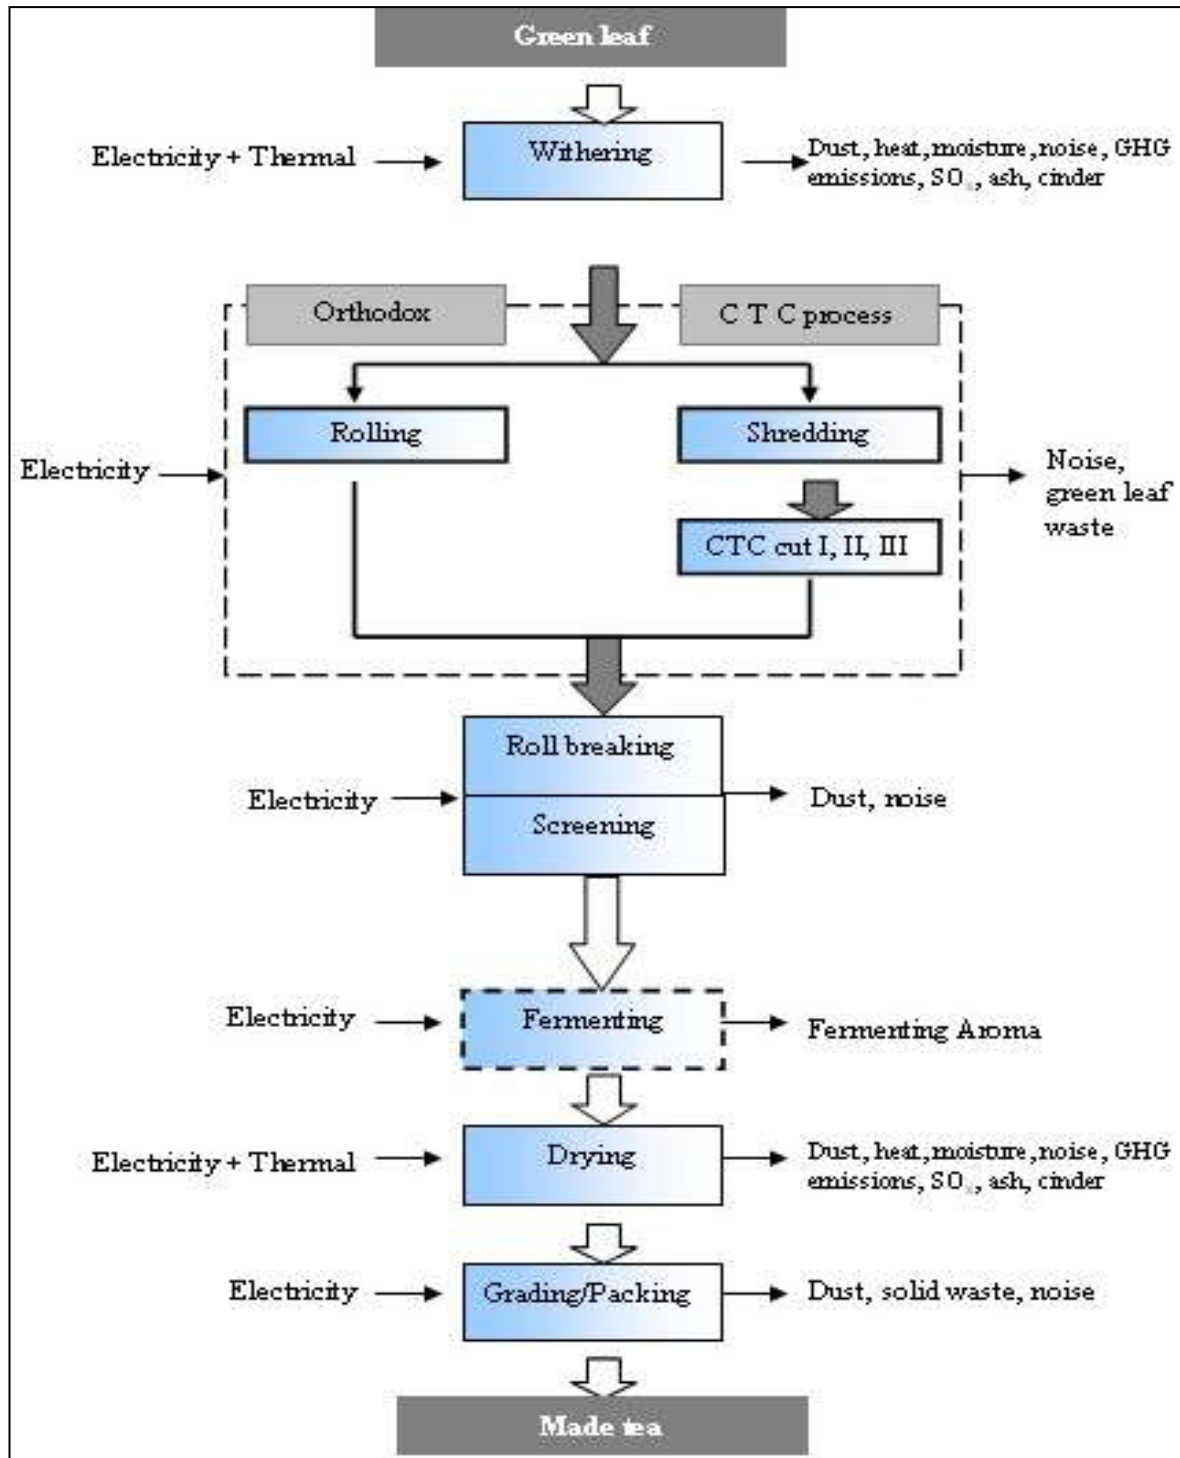 Green leaf
Electricity + Thermal
Withering
Dust, heat, moisture, noise, GHG
emissions, SOₓ, ash, cinder
Orthodox
C T C process
Rolling
Shredding
Electricity
Noise,
green leaf
waste
CTC cut I, II, III
Roll breaking
Electricity
Dust, noise
Screening
Electricity
Fermenting
Fermenting Aroma
Electricity + Thermal
Drying
Dust, heat, moisture, noise, GHG
emissions, SOₓ, ash, cinder
Electricity
Grading/Packing
Dust, solid waste, noise
Made tea